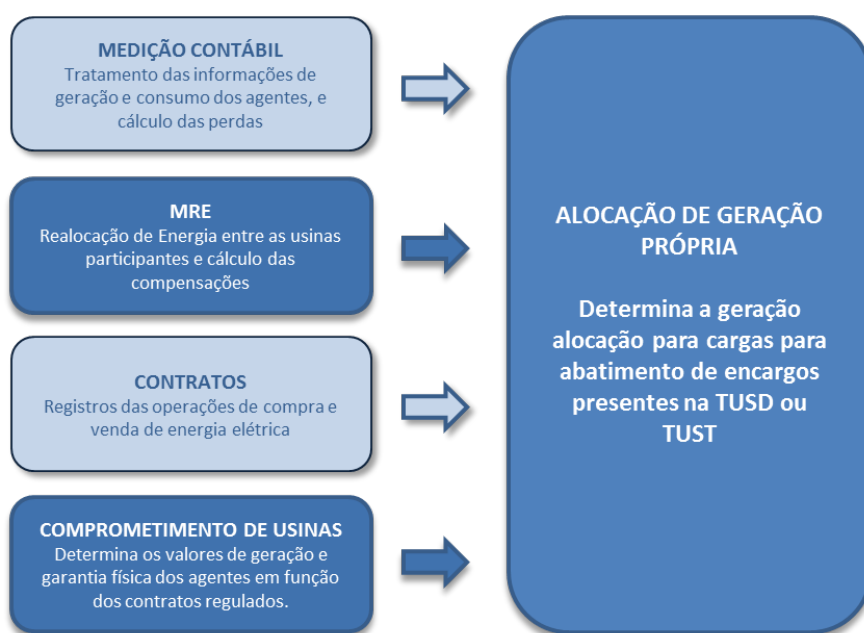 MEDIÇÃO CONTÁBIL
Tratamento das informações de
geração e consumo dos agentes, e
cálculo das perdas
MRE
Realocação de Energia entre as usinas
participantes e cálculo das
compensações
CONTRATOS
Registros das operações de compra e
venda de energia elétrica
COMPROMETIMENTO DE USINAS
Determina os valores de geração e
garantia física dos agentes em função
dos contratos regulados.
ALOCAÇÃO DE GERAÇÃO
PRÓPRIA
Determina a geração
alocação para cargas para
abatimento de encargos
presentes na TUSD ou
TUST